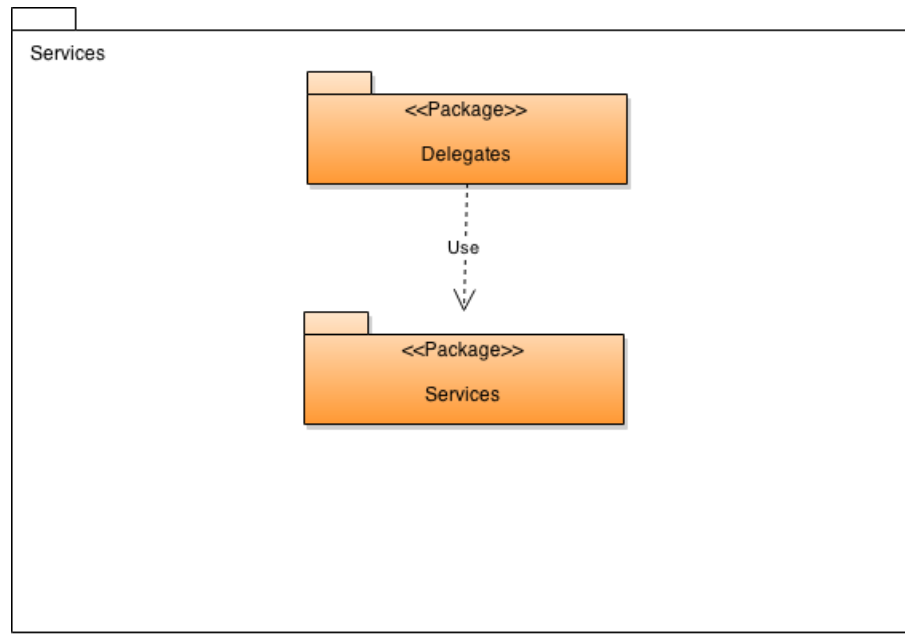 Services
<<Package>>
Delegates
Use
<<Package>>
Services